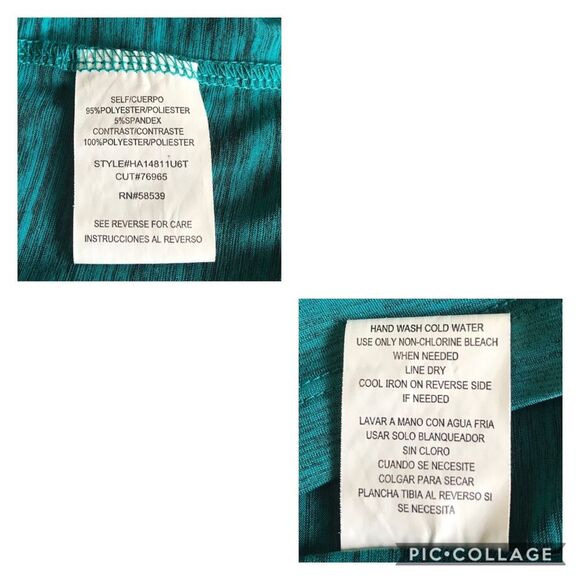 SELF/CUERPO
95%POLYESTER/POLIESTER
5%SPANDEX
CONTRAST/CONTRASTE
100%POLYESTER/POLIESTER
STYLE#HA14811U6T
CUT#76965
RN#58539
SEE REVERSE FOR CARE
INSTRUCCIONES AL REVERSO
HAND WASH COLD WATER
USE ONLY NON-CHLORINE BLEACH
WHEN NEEDED
LINE DRY
COOL IRON ON REVERSE SIDE
IF NEEDED
LAVAR A MANO CON AGUA FRIA
USAR SOLO BLANQUEADOR
SIN CLORO
CUANDO SE NECESITE
COLGAR PARA SECAR
PLANCHA TIBIA AL REVERSO SI
SE NECESITA
PIC•COLLAGE